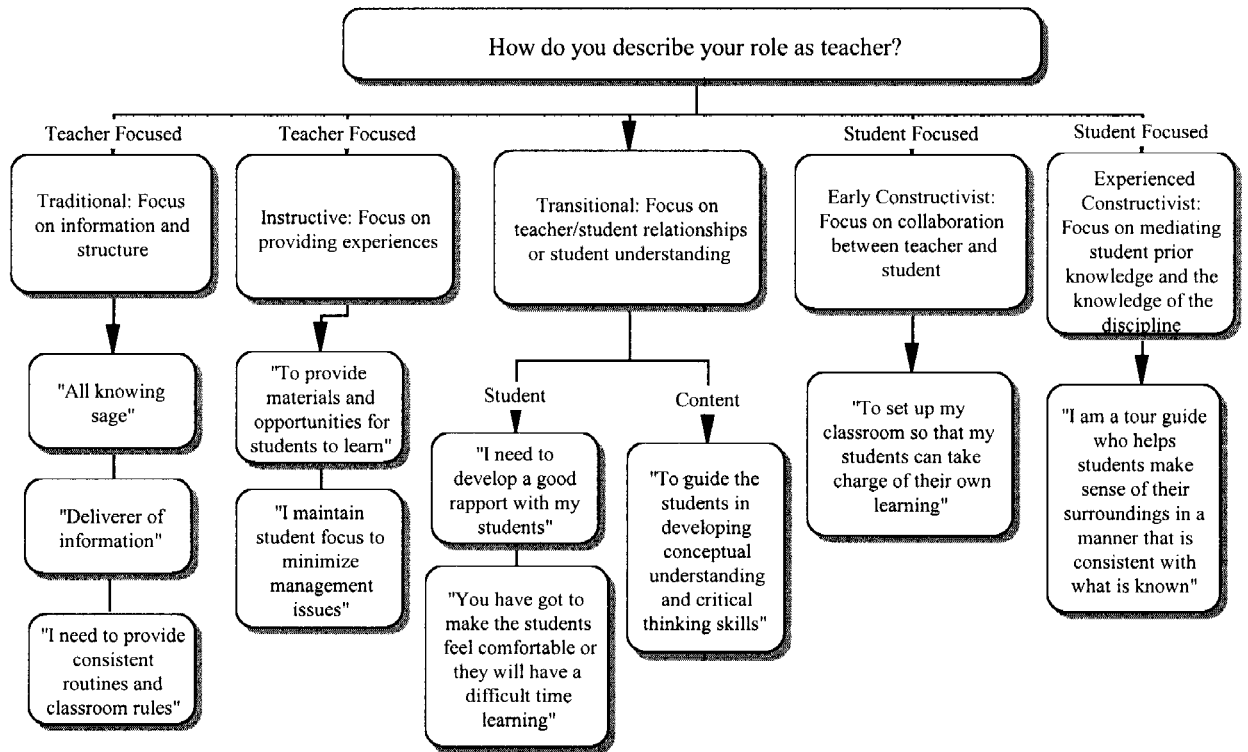 How do you describe your role as teacher?
Teacher Focused
Traditional: Focus
on information and
structure
"All knowing
sage"
"Deliverer of
information"
"I need to provide
consistent
routines and
classroom rules"
Teacher Focused
Instructive: Focus on
providing experiences
"To provide
materials and
opportunities for
students to learn"
"I maintain
student focus to
minimize
management
issues"
Transitional: Focus on
teacher/student relationships
or student understanding
Student
"I need to
develop a good
rapport with my
students"
"You have got to
make the students
feel comfortable or
they will have a
difficult time
learning"
Content
"To guide the
students in
developing
conceptual
understanding
and critical
thinking skills"
Student Focused
Early Constructivist:
Focus on collaboration
between teacher and
student
"To set up my
classroom so that my
students can take
charge of their own
learning"
Student Focused
Experienced
Constructivist:
Focus on mediating
student prior
knowledge and the
knowledge of the
discipline
"I am a tour guide
who helps
students make
sense of their
surroundings in a
manner that is
consistent with
what is known"